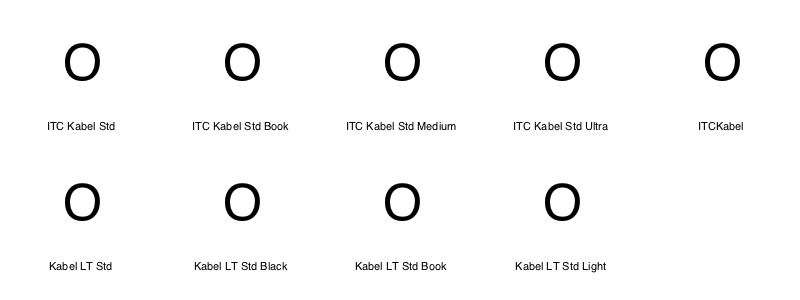 O O O O O
ITC Kabel Std ITC Kabel Std Book ITC Kabel Std Medium ITC Kabel Std Ultra ITCKabel
O O O O
Kabel LT Std Kabel LT Std Black Kabel LT Std Book Kabel LT Std Light